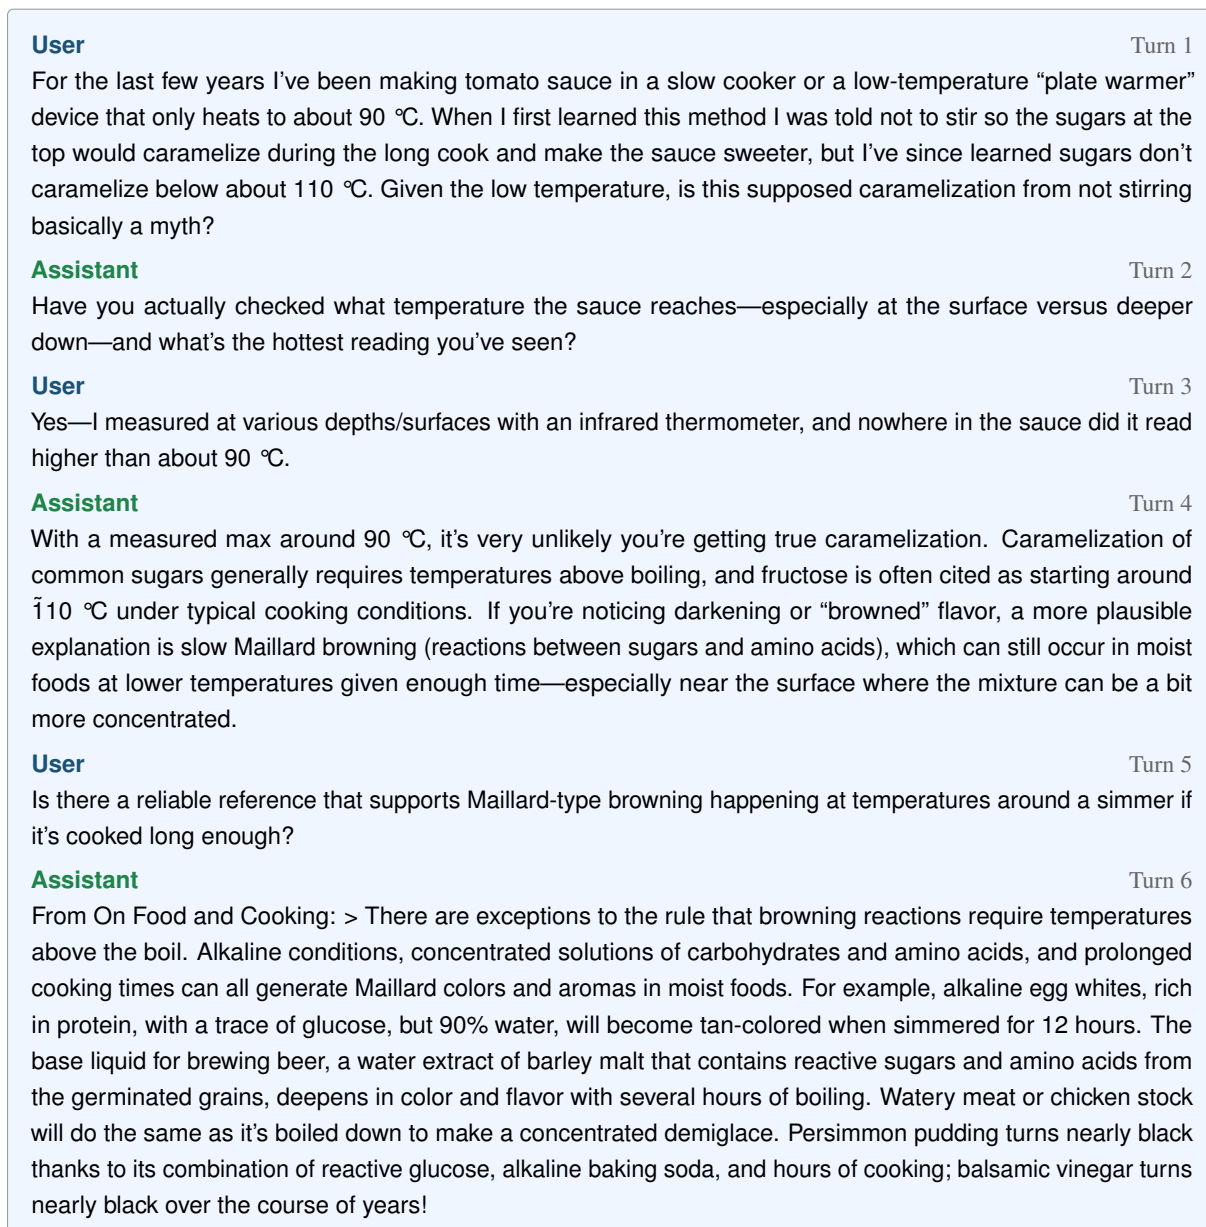 User Turn 1
For the last few years I’ve been making tomato sauce in a slow cooker or a low-temperature “plate warmer”
device that only heats to about 90 °C. When I first learned this method I was told not to stir so the sugars at the
top would caramelize during the long cook and make the sauce sweeter, but I’ve since learned sugars don’t
caramelize below about 110 °C. Given the low temperature, is this supposed caramelization from not stirring
basically a myth?
Assistant Turn 2
Have you actually checked what temperature the sauce reaches—especially at the surface versus deeper
down—and what’s the hottest reading you’ve seen?
User Turn 3
Yes—I measured at various depths/surfaces with an infrared thermometer, and nowhere in the sauce did it read
higher than about 90 °C.
Assistant Turn 4
With a measured max around 90 °C, it’s very unlikely you’re getting true caramelization. Caramelization of
common sugars generally requires temperatures above boiling, and fructose is often cited as starting around
1̃10 °C under typical cooking conditions. If you’re noticing darkening or “browned” flavor, a more plausible
explanation is slow Maillard browning (reactions between sugars and amino acids), which can still occur in moist
foods at lower temperatures given enough time—especially near the surface where the mixture can be a bit
more concentrated.
User Turn 5
Is there a reliable reference that supports Maillard-type browning happening at temperatures around a simmer if
it’s cooked long enough?
Assistant Turn 6
From On Food and Cooking: > There are exceptions to the rule that browning reactions require temperatures
above the boil. Alkaline conditions, concentrated solutions of carbohydrates and amino acids, and prolonged
cooking times can all generate Maillard colors and aromas in moist foods. For example, alkaline egg whites, rich
in protein, with a trace of glucose, but 90% water, will become tan-colored when simmered for 12 hours. The
base liquid for brewing beer, a water extract of barley malt that contains reactive sugars and amino acids from
the germinated grains, deepens in color and flavor with several hours of boiling. Watery meat or chicken stock
will do the same as it’s boiled down to make a concentrated demiglace. Persimmon pudding turns nearly black
thanks to its combination of reactive glucose, alkaline baking soda, and hours of cooking; balsamic vinegar turns
nearly black over the course of years!